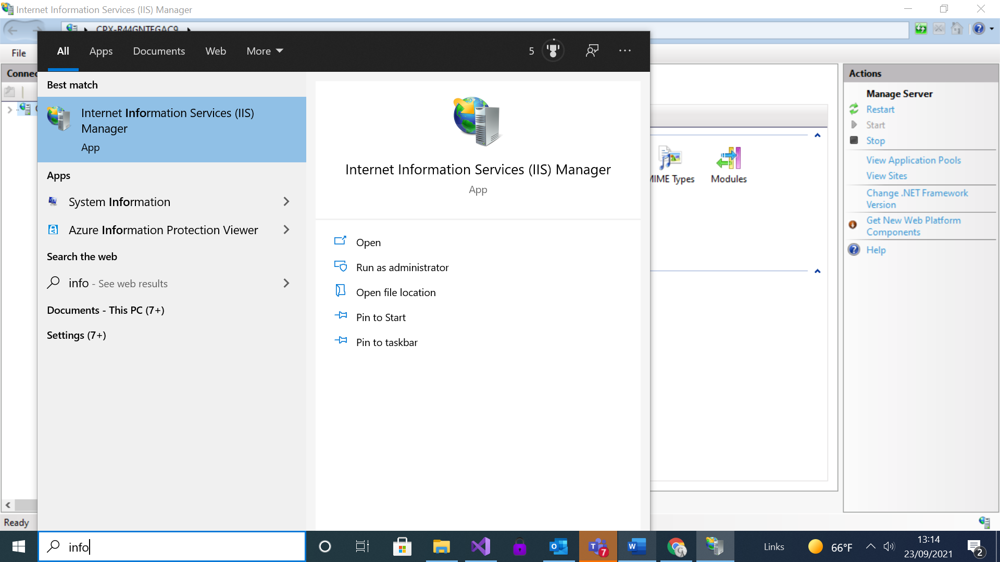 Internet Information Services (IIS) Manager
CPX-R44GNTEGAC9
File
All Apps Documents Web More 5
Best match
Internet Information Services (IIS)
Manager
App
Apps
System Information
Azure Information Protection Viewer
Search the web
info - See web results
Documents - This PC (7+)
Settings (7+)
Internet Information Services (IIS) Manager
App
Open
Run as administrator
Open file location
Pin to Start
Pin to taskbar
MIME Types
Modules
Actions
Manage Server
Restart
Start
Stop
View Application Pools
View Sites
Change .NET Framework
Version
Get New Web Platform
Components
Help
Ready
info
7
Links
66°F
13:14
23/09/2021
2